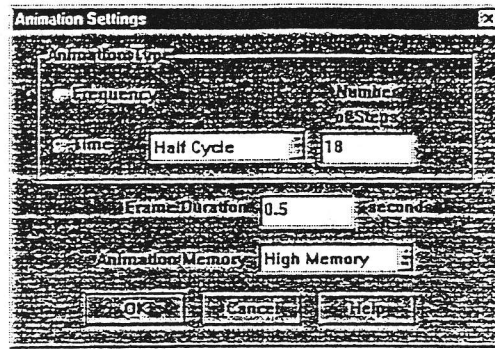 Animation Settings
Animation Type
Frequency
Number
of Steps
Time Half Cycle 18
Frame Duration 0.5 seconds
Animation Memory High Memory
OK Cancel Help